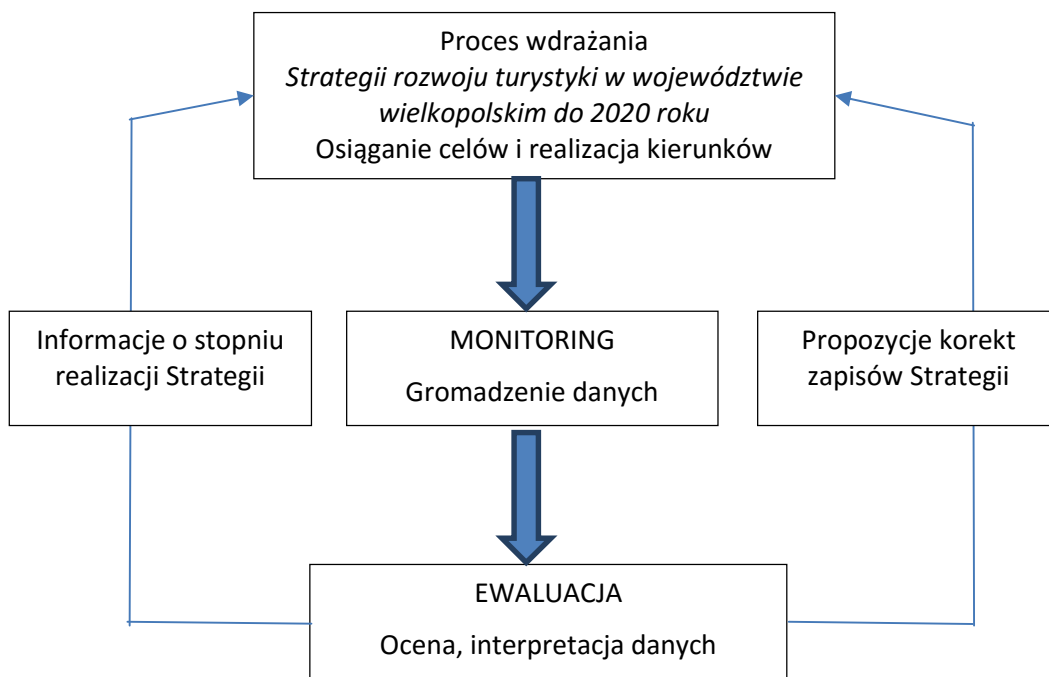 Proces wdrażania
Strategii rozwoju turystyki w województwie
wielkopolskim do 2020 roku
Osiąganie celów i realizacja kierunków
Informacje o stopniu
realizacji Strategii
MONITORING
Gromadzenie danych
Propozycje korekt
zapisów Strategii
EWALUACJA
Ocena, interpretacja danych